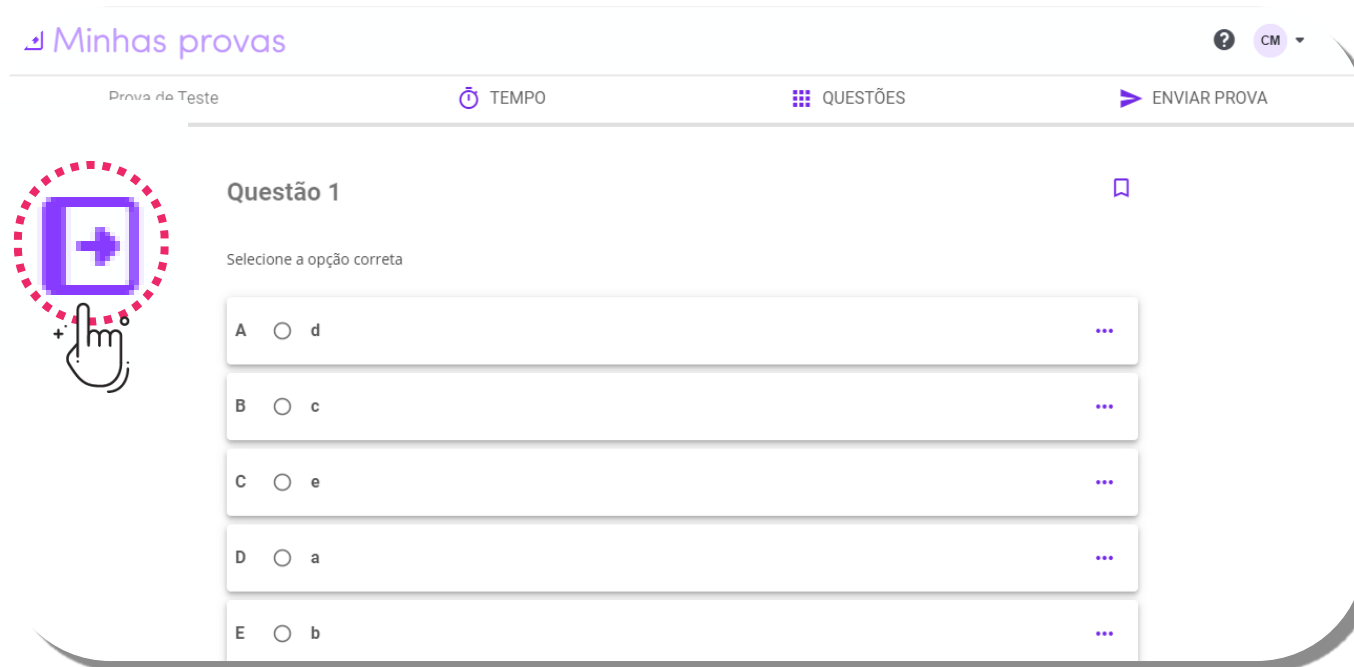 Minhas provas
CM
Prova de Teste
TEMPO
QUESTÕES
ENVIAR PROVA
Questão 1
Selecione a opção correta
A d
B c
C e
D a
E b